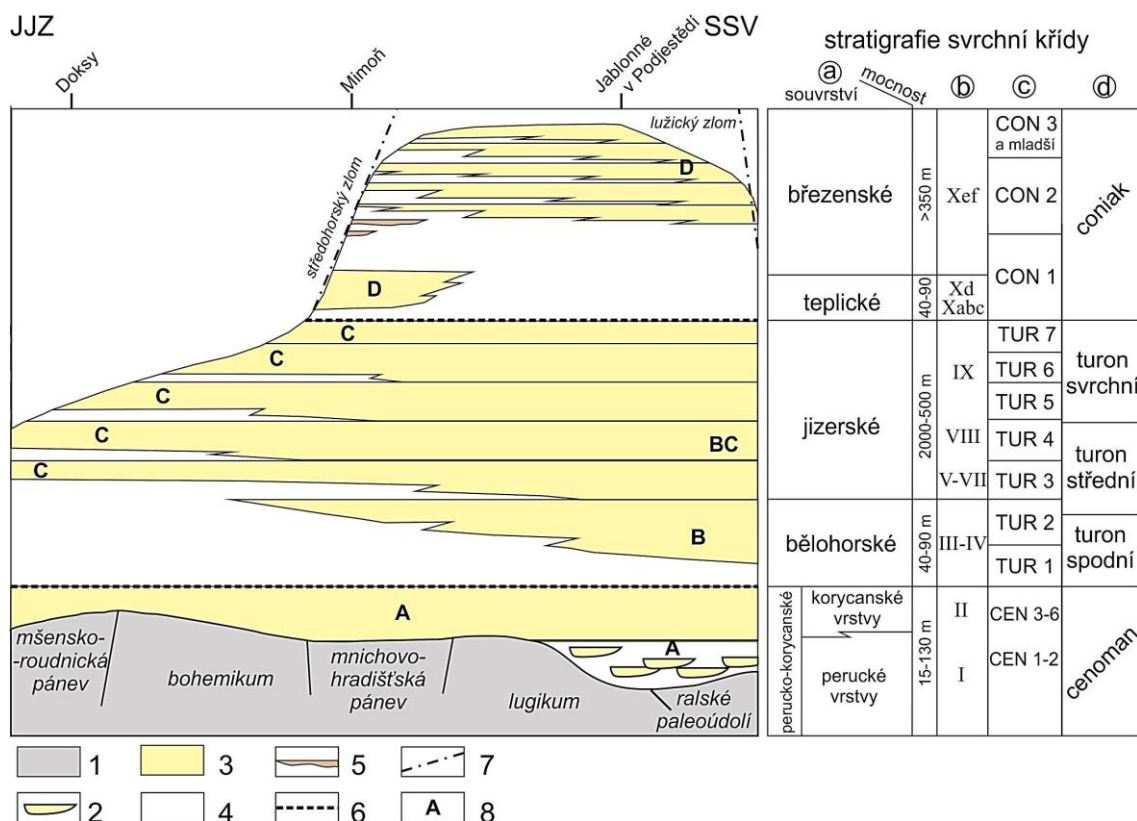 JJZ
SSV
Doksy
Mimoň
Jablonné
v Podještědí
středohorský zlom
lužický zlom
D
D
C
C
C
C
BC
C
B
A
A
mšensko-
-roudnická
pánev
bohemikum
mnichovo-
hradišťská
pánev
lugikum
ralské
paleoúdolí
stratigrafie svrchní křídy
a
souvrství
mocnost
b
c
d
březenské
>350 m
Xef
CON 3
a mladší
CON 2
CON 1
coniak
teplické
40-90
Xd
Xabc
jizerské
2000-500 m
IX
VIII
V-VII
TUR 7
TUR 6
TUR 5
TUR 4
TUR 3
turon
svrchní
turon
střední
bělohorské
40-90 m
III-IV
TUR 2
TUR 1
turon
spodní
perucko-korycanské
korycanské
vrstvy
perucké
vrstvy
15-130 m
II
I
CEN 3-6
CEN 1-2
cenoman
1
3
5
7
2
4
6
A
8